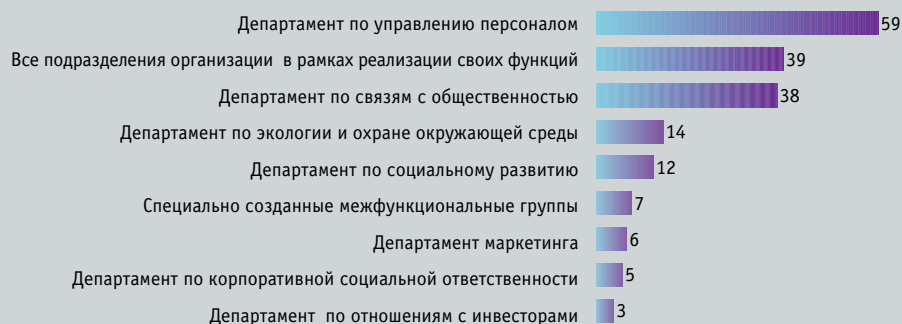 Департамент по управлению персоналом 59
Все подразделения организации в рамках реализации своих функций 39
Департамент по связям с общественностью 38
Департамент по экологии и охране окружающей среды 14
Департамент по социальному развитию 12
Специально созданные межфункциональные группы 7
Департамент маркетинга 6
Департамент по корпоративной социальной ответственности 5
Департамент по отношениям с инвесторами 3